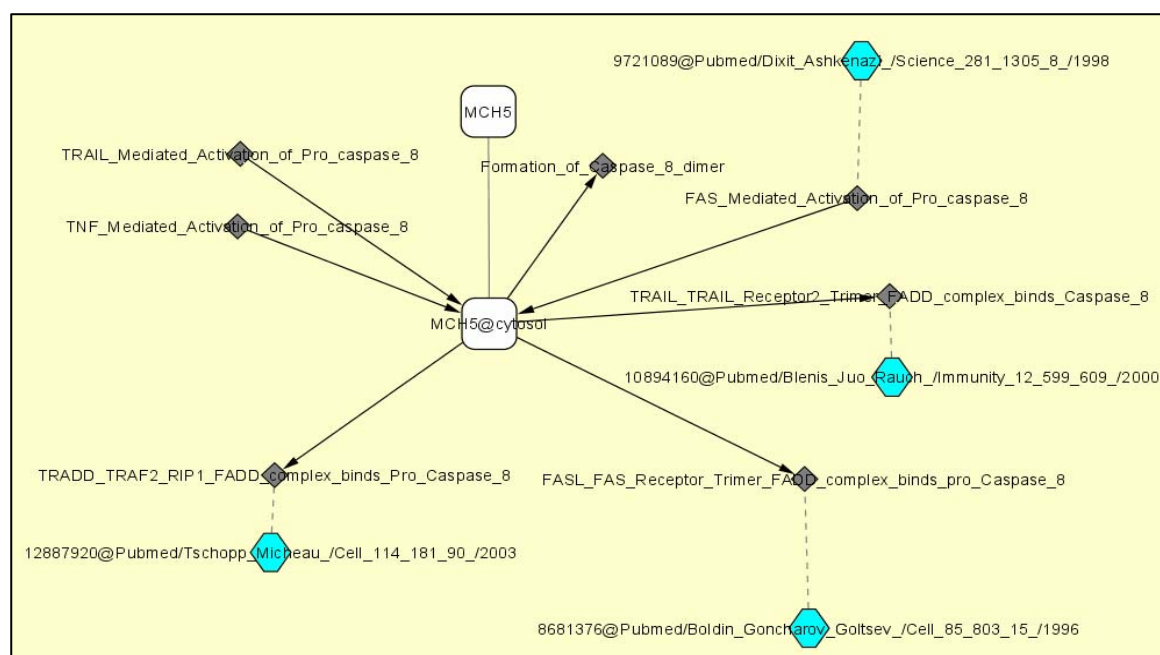 9721089@Pubmed/Dixit_Ashkenazi_/Science_281_1305_8_/1998
MCH5
TRAIL_Mediated_Activation_of_Pro_caspase_8
Formation_of_Caspase_8_dimer
FAS_Mediated_Activation_of_Pro_caspase_8
TNF_Mediated_Activation_of_Pro_caspase_8
TRAIL_TRAIL_Receptor2_Trimer_FADD_complex_binds_Caspase_8
MCH5@cytosol
10894160@Pubmed/Blenis_Juo_Rauch_/Immunity_12_599_609_/2000
TRADD_TRAF2_RIP1_FADD_complex_binds_Pro_Caspase_8
FASL_FAS_Receptor_Trimer_FADD_complex_binds_pro_Caspase_8
12887920@Pubmed/Tschopp_Micheau_/Cell_114_181_90_/2003
8681376@Pubmed/Boldin_Goncharov_Goltsev_/Cell_85_803_15_/1996